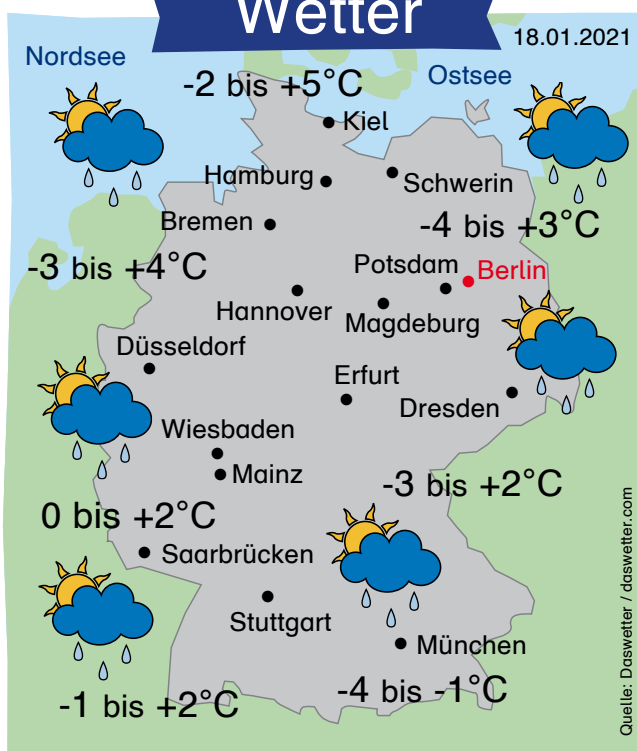 Wetter
18.01.2021
Nordsee
Ostsee
-2 bis +5°C
Kiel
Hamburg
Schwerin
Bremen
-4 bis +3°C
-3 bis +4°C
Potsdam
Berlin
Hannover
Magdeburg
Düsseldorf
Erfurt
Dresden
Wiesbaden
Mainz
-3 bis +2°C
0 bis +2°C
Saarbrücken
Stuttgart
München
-4 bis -1°C
-1 bis +2°C
Quelle: Daswetter / daswetter.com